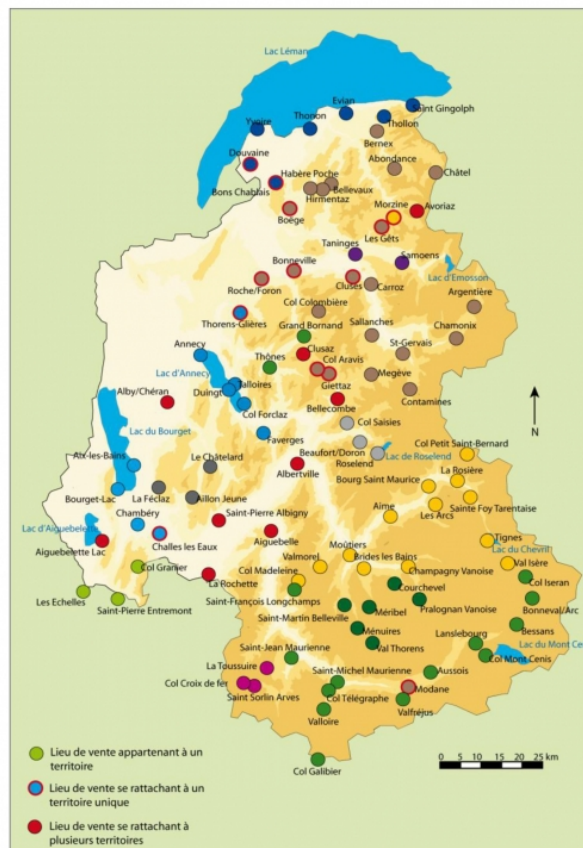 Lac Léman
Evian
Saint Gingolph
Yvoire
Thonon
Thollon
Bernex
Douvaine
Abondance
Châtel
Habère Poche
Bons Chablais
Bellevaux
Hirmentaz
Morzine
Avoriaz
Boëge
Les Gêts
Taninges
Samoens
Bonneville
Lac d'Emosson
Cluses
Roche/Foron
Carroz
Argentière
Col Colombière
Thorens-Glières
Sallanches
Chamonix
Grand Bornand
Annecy
St-Gervais
Clusaz
Thônes
Col Aravis
Lac d'Annecy
Talloires
Megève
Giettaz
Duingt
Alby/Chéran
Contamines
Bellecombe
Col Forclaz
Lac du Bourget
Col Saisies
Faverges
Col Petit Saint-Bernard
Beaufort/Doron
Aix-les-Bains
Le Châtelard
Roselend
Lac de Roselend
La Rosière
Albertville
Bourg Saint Maurice
Bourget-Lac
La Féclaz
Aillon Jeune
Sainte Foy Tarentaise
Aime
Les Arcs
Chambéry
Saint-Pierre Albigny
Lac d'Aiguebelette
Tignes
Challes les Eaux
Aiguebelle
Moûtiers
Lac du Chevril
Aiguebelette Lac
Valmorel
Brides les Bains
Val Isère
Col Granier
Col Madeleine
Champagny Vanoise
La Rochette
Courchevel
Col Iseran
Les Echelles
Saint-François Longchamps
Saint-Pierre Entremont
Méribel
Pralognan Vanoise
Bonneval/Arc
Saint-Martin Belleville
Bessans
Ménuires
Lanslebourg
Saint-Jean Maurienne
Val Thorens
Lac du Mont Ce
La Toussuire
Col Mont Cenis
Saint-Michel Maurienne
Aussois
Col Croix de fer
Modane
Saint Sorlin Arves
Col Télégraphe
Valfréjus
Valloire
Col Galibier
N
0 5 10 15 20 25 km
Lieu de vente appartenant à un
territoire
Lieu de vente se rattachant à un
territoire unique
Lieu de vente se rattachant à
plusieurs territoires